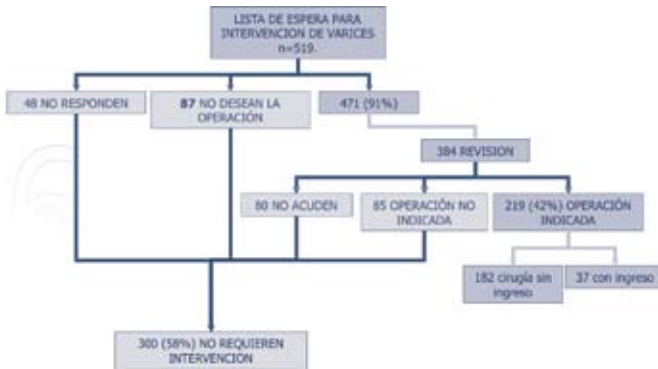 LISTA DE ESPERA PARA
INTERVENCION DE VARICES
n=519.
48 NO RESPONDEN
87 NO DESEAN LA
OPERACIÓN
471 (91%)
384 REVISION
80 NO ACUDEN
85 OPERACIÓN NO
INDICADA
219 (42%) OPERACIÓN
INDICADA
182 cirugía sin
ingreso
37 con ingreso
300 (58%) NO REQUIEREN
INTERVENCION